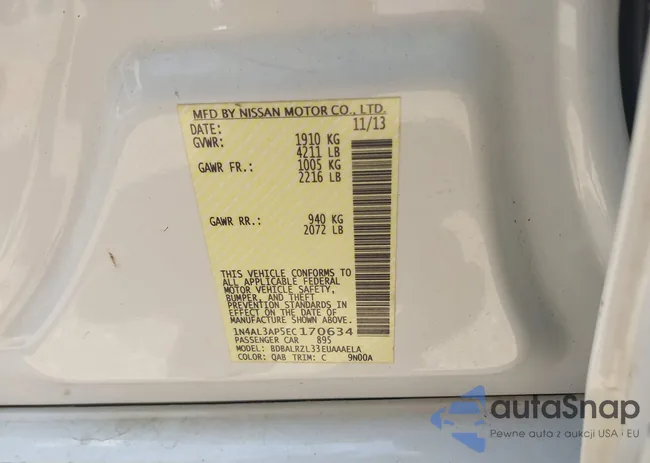 MFD BY NISSAN MOTOR CO., LTD.
DATE: 11/13
GVWR: 1910 KG
4211 LB
GAWR FR.: 1005 KG
2216 LB
GAWR RR.: 940 KG
2072 LB
THIS VEHICLE CONFORMS TO
ALL APPLICABLE FEDERAL
MOTOR VEHICLE SAFETY,
BUMPER, AND THEFT
PREVENTION STANDARDS IN
EFFECT ON THE DATE OF
MANUFACTURE SHOWN ABOVE.
1N4AL3AP5EC170634
PASSENGER CAR 895
MODEL: BDBALRZL33EUAAAELA
COLOR: QAB TRIM: C 9N00A
autaSnap
Pewne auta z aukcji USA i EU